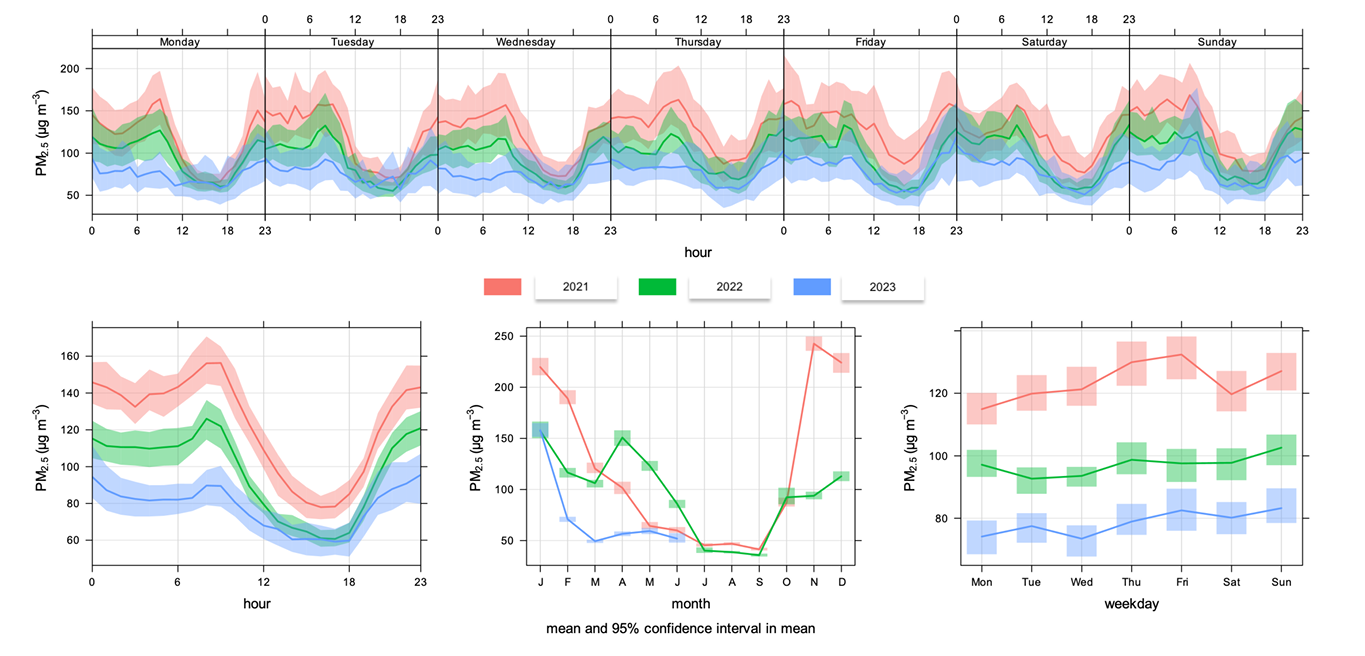 0 6 12 18 23 0 6 12 18 23 0 6 12 18 23
Monday Tuesday Wednesday Thursday Friday Saturday Sunday
200
150
100
50
PM2.5 (µg m−3)
0 6 12 18 23 0 6 12 18 23 0 6 12 18 23 0 6 12 18 23
hour
2021 2022 2023
160
140
120
100
80
60
PM2.5 (µg m−3)
0 6 12 18 23
hour
250
200
150
100
50
PM2.5 (µg m−3)
J F M A M J J A S O N D
month
120
100
80
PM2.5 (µg m−3)
Mon Tue Wed Thu Fri Sat Sun
weekday
mean and 95% confidence interval in mean